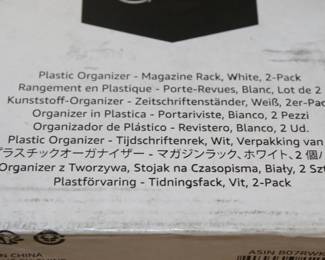 Plastic Organizer - Magazine Rack, White, 2-Pack
Rangement en Plastique - Porte-Revues, Blanc, Lot de 2
Kunststoff-Organizer - Zeitschriftenständer, Weiß, 2er-Pac
Organizer in Plastica - Portariviste, Bianco, 2 Pezzi
Organizador de Plástico - Revistero, Blanco, 2 Ud.
Plastic Organizer - Tijdschriftenrek, Wit, Verpakking van
プラスチックオーガナイザー - マガジンラック、ホワイト、2個
Organizer z Tworzywa, Stojak na Czasopisma, Biały, 2 Szt
Plastförvaring - Tidningsfack, Vit, 2-Pack
N CHINA
ASIN